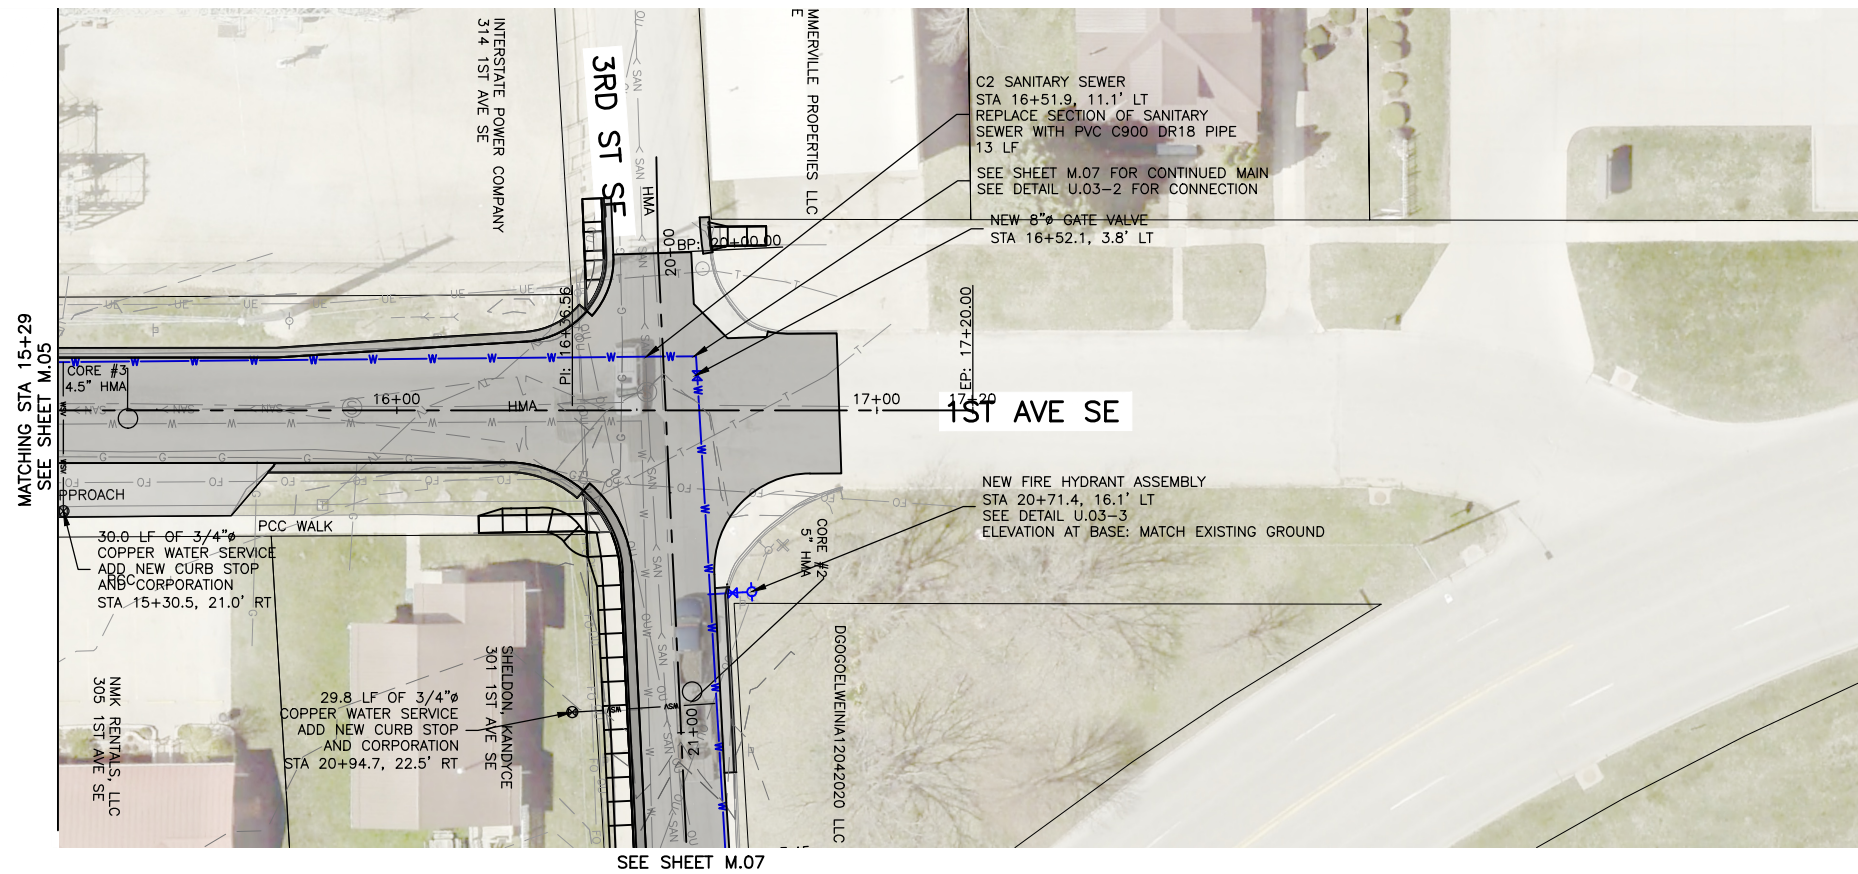 INTERSTATE POWER COMPANY
314 1ST AVE SE
3RD ST SE
MMERVILLE PROPERTIES LLC
E
C2 SANITARY SEWER
STA 16+51.9, 11.1' LT
REPLACE SECTION OF SANITARY
SEWER WITH PVC C900 DR18 PIPE
13 LF
SEE SHEET M.07 FOR CONTINUED MAIN
SEE DETAIL U.03-2 FOR CONNECTION
NEW 8"ø GATE VALVE
STA 16+52.1, 3.8' LT
HMA
BP: 20+00.00
20+00
PI: 16+36.56
EP: 17+20.00
MATCHING STA 15+29
SEE SHEET M.05
CORE #3
4.5" HMA
16+00
HMA
17+00
17+20
1ST AVE SE
PPROACH
PCC WALK
30.0 LF OF 3/4"ø
COPPER WATER SERVICE
ADD NEW CURB STOP
AND CORPORATION
STA 15+30.5, 21.0' RT
PCC
NEW FIRE HYDRANT ASSEMBLY
STA 20+71.4, 16.1' LT
SEE DETAIL U.03-3
ELEVATION AT BASE: MATCH EXISTING GROUND
CORE #2
5" HMA
NMK RENTALS, LLC
305 1ST AVE SE
29.8 LF OF 3/4"ø
COPPER WATER SERVICE
ADD NEW CURB STOP
AND CORPORATION
STA 20+94.7, 22.5' RT
SHELDON, KANDYCE
301 1ST AVE SE
21+00
DGOGOELWEINIA12042020 LLC
SEE SHEET M.07